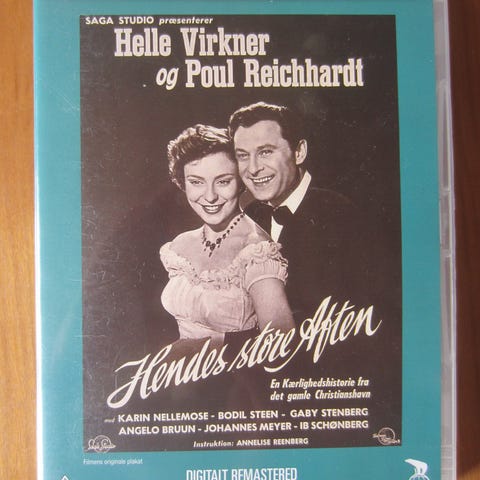 SAGA STUDIO præsenterer
Helle Virkner
og Poul Reichhardt
Hendes store Aften
En Kærlighedshistorie fra
det gamle Christianshavn
med KARIN NELLEMOSE - BODIL STEEN - GABY STENBERG
ANGELO BRUUN - JOHANNES MEYER - IB SCHØNBERG
Instruktion: ANNELISE REENBERG
Filmens originale plakat
DIGITALT REMASTERED